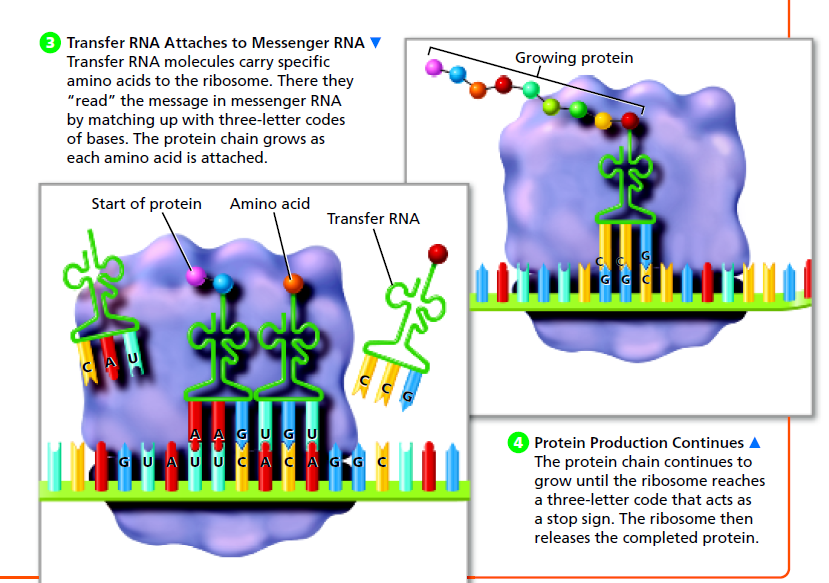 3 Transfer RNA Attaches to Messenger RNA ▼
Transfer RNA molecules carry specific
amino acids to the ribosome. There they
“read” the message in messenger RNA
by matching up with three-letter codes
of bases. The protein chain grows as
each amino acid is attached.
Growing protein
C C G
G G C
Start of protein
Amino acid
Transfer RNA
C A U
C C G
A A G U G U
G U A U U C A C A G G C
4 Protein Production Continues ▲
The protein chain continues to
grow until the ribosome reaches
a three-letter code that acts as
a stop sign. The ribosome then
releases the completed protein.